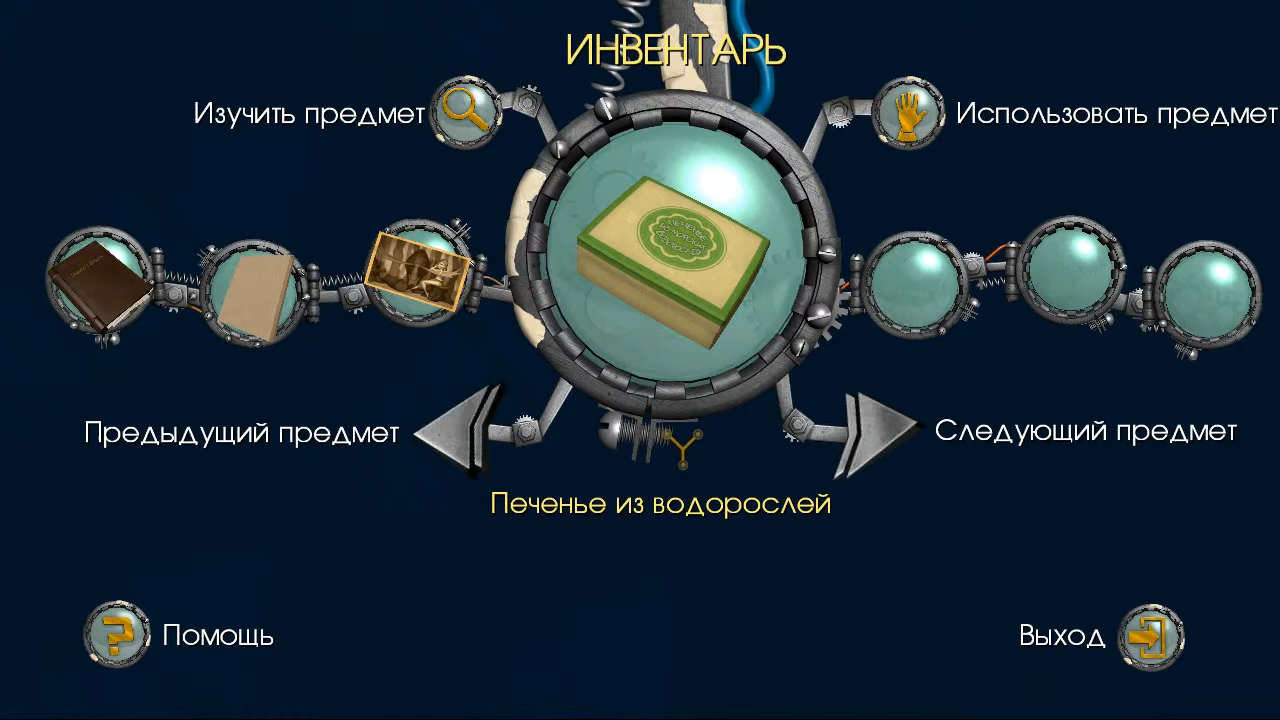 ИНВЕНТАРЬ
Изучить предмет
Использовать предмет
Предыдущий предмет
Следующий предмет
Печенье из водорослей
Помощь
Выход